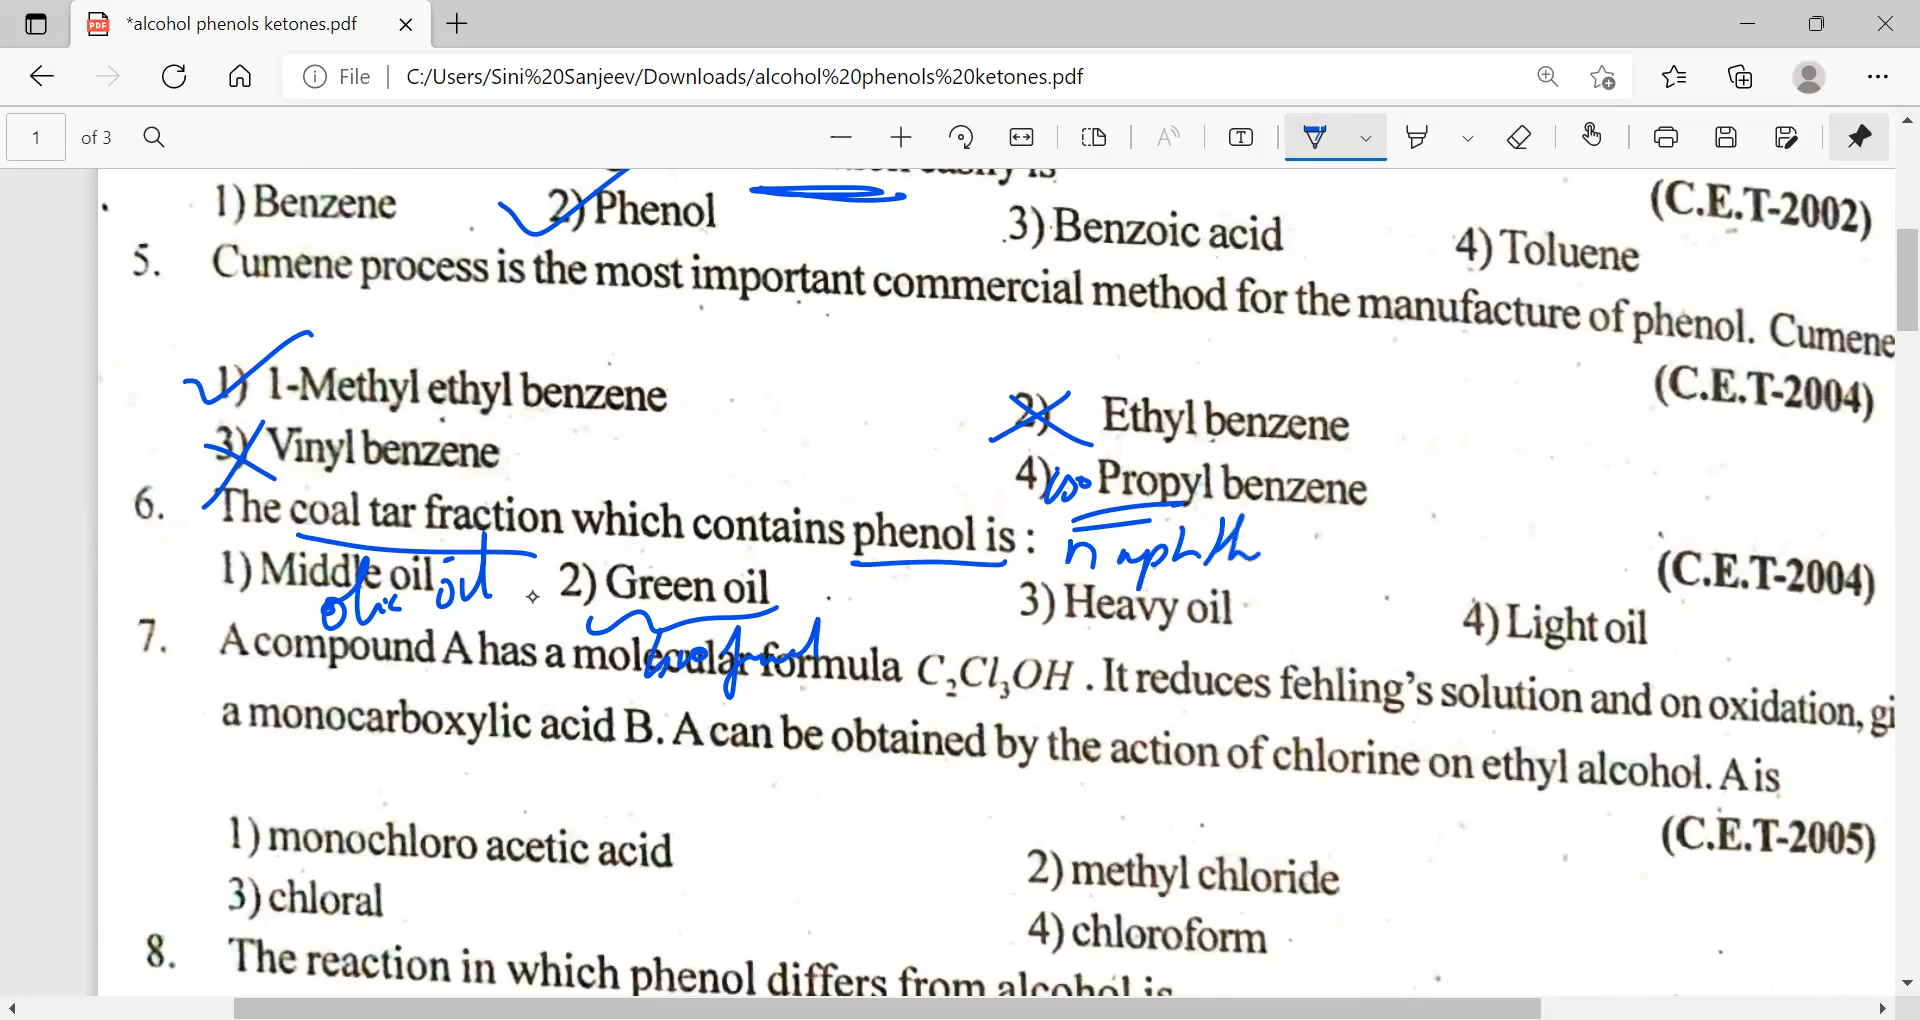 *alcohol phenols ketones.pdf
File C:/Users/Sini%20Sanjeev/Downloads/alcohol%20phenols%20ketones.pdf
1 of 3
(C.E.T-2002)
1) Benzene 2) Phenol 3) Benzoic acid 4) Toluene
5. Cumene process is the most important commercial method for the manufacture of phenol. Cumene
(C.E.T-2004)
1) 1-Methyl ethyl benzene 2) Ethyl benzene
3) Vinyl benzene 4) iso Propyl benzene
6. The coal tar fraction which contains phenol is :
(C.E.T-2004)
1) Middle oil oil 2) Green oil 3) Heavy oil 4) Light oil
7. A compound A has a molecular formula C₂Cl₃OH . It reduces fehling's solution and on oxidation, gi
a monocarboxylic acid B. A can be obtained by the action of chlorine on ethyl alcohol. A is
(C.E.T-2005)
1) monochloro acetic acid 2) methyl chloride
3) chloral 4) chloroform
8. The reaction in which phenol differs from alcohol is